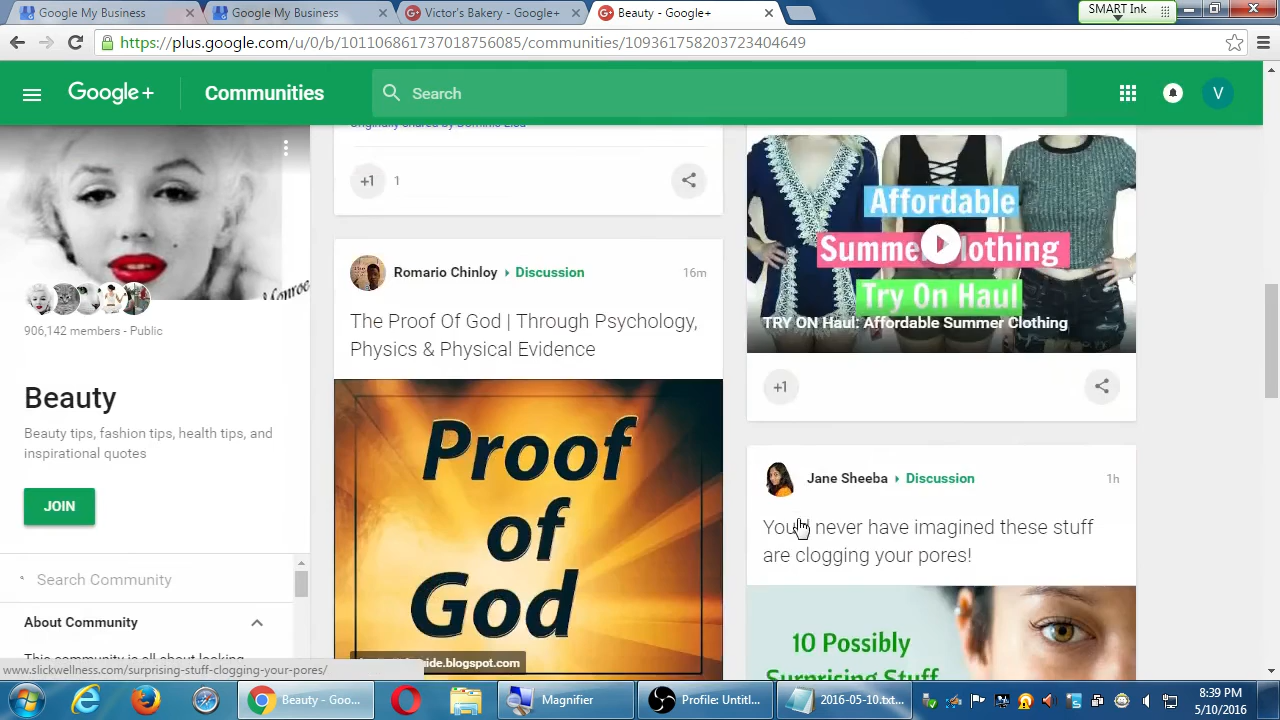 Google My Business
Google My Business
Victor's Bakery - Google+
Beauty - Google+
SMART Ink
https://plus.google.com/u/0/b/101106861737018756085/communities/109361758203723404649
Google+
Communities
Search
V
906,142 members - Public
Beauty
Beauty tips, fashion tips, health tips, and
inspirational quotes
JOIN
Search Community
About Community
+1
1
Romario Chinloy
Discussion
16m
The Proof Of God | Through Psychology,
Physics & Physical Evidence
Proof
of
God
ide.blogspot.com
Affordable
Summer Clothing
Try On Haul
TRY ON Haul: Affordable Summer Clothing
+1
Jane Sheeba
Discussion
1h
You'd never have imagined these stuff
are clogging your pores!
10 Possibly
Surprising Stuff
www.slickwellness.com/surprising-stuff-clogging-your-pores/
Beauty - Goo...
Magnifier
Profile: Untitl...
2016-05-10.txt...
8:39 PM
5/10/2016